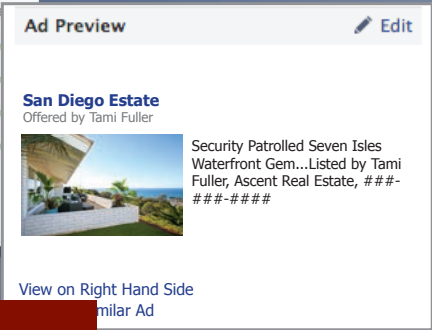 Ad Preview
Edit
San Diego Estate
Offered by Tami Fuller
Security Patrolled Seven Isles
Waterfront Gem...Listed by Tami
Fuller, Ascent Real Estate, ###-
###-####
View on Right Hand Side
Ad